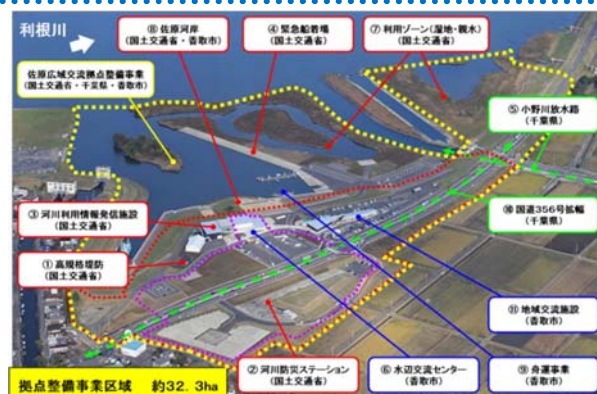 利根川
⑧ 佐原河岸
(国土交通省・香取市)
④ 緊急船着場
(国土交通省)
⑦ 利用ゾーン(湿地・親水)
(国土交通省)
佐原広域交流拠点整備事業
(国土交通省・千葉県・香取市)
⑤ 小野川放水路
(千葉県)
③ 河川利用情報発信施設
(国土交通省)
⑩ 国道356号拡幅
(千葉県)
① 高規格堤防
(国土交通省)
⑪ 地域交流施設
(香取市)
② 河川防災ステーション
(国土交通省)
⑥ 水辺交流センター
(香取市)
⑨ 舟運事業
(香取市)
拠点整備事業区域 約32.3ha